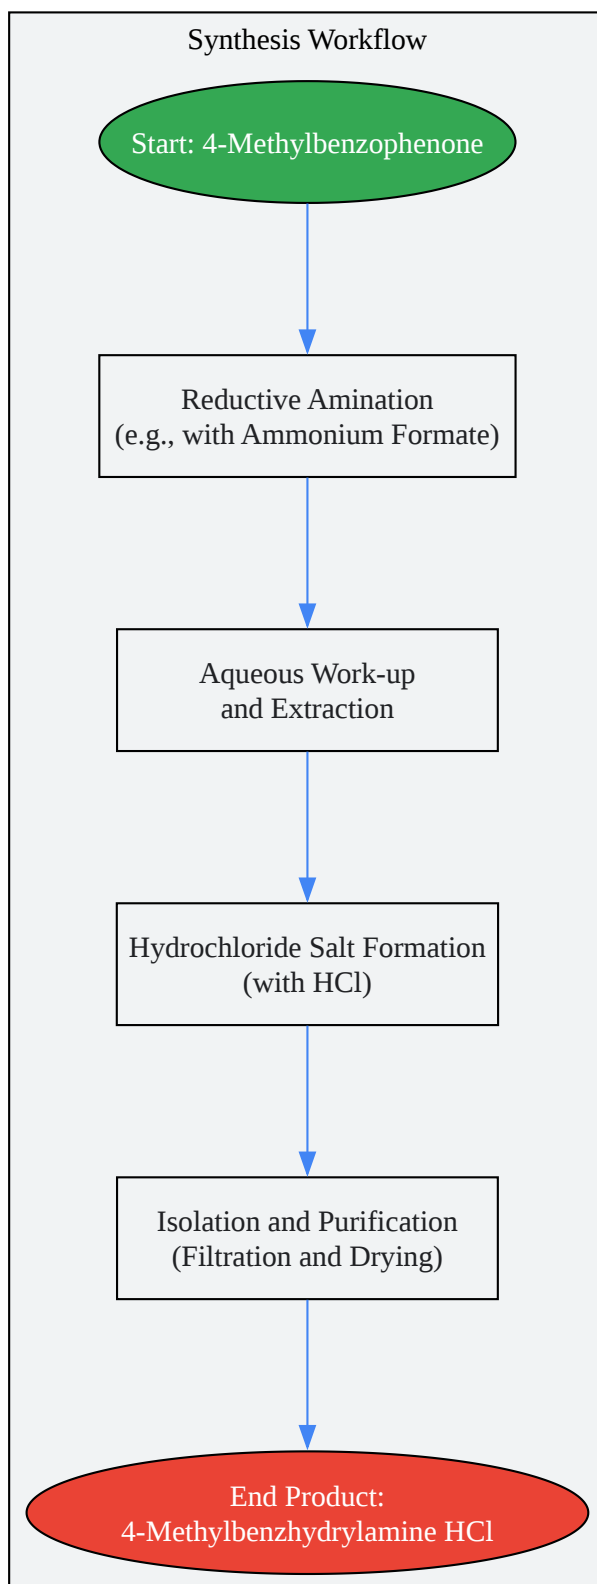 Synthesis Workflow
Start: 4-Methylbenzophenone
Reductive Amination
(e.g., with Ammonium Formate)
Aqueous Work-up
and Extraction
Hydrochloride Salt Formation
(with HCl)
Isolation and Purification
(Filtration and Drying)
End Product:
4-Methylbenzhydrylamine HCl